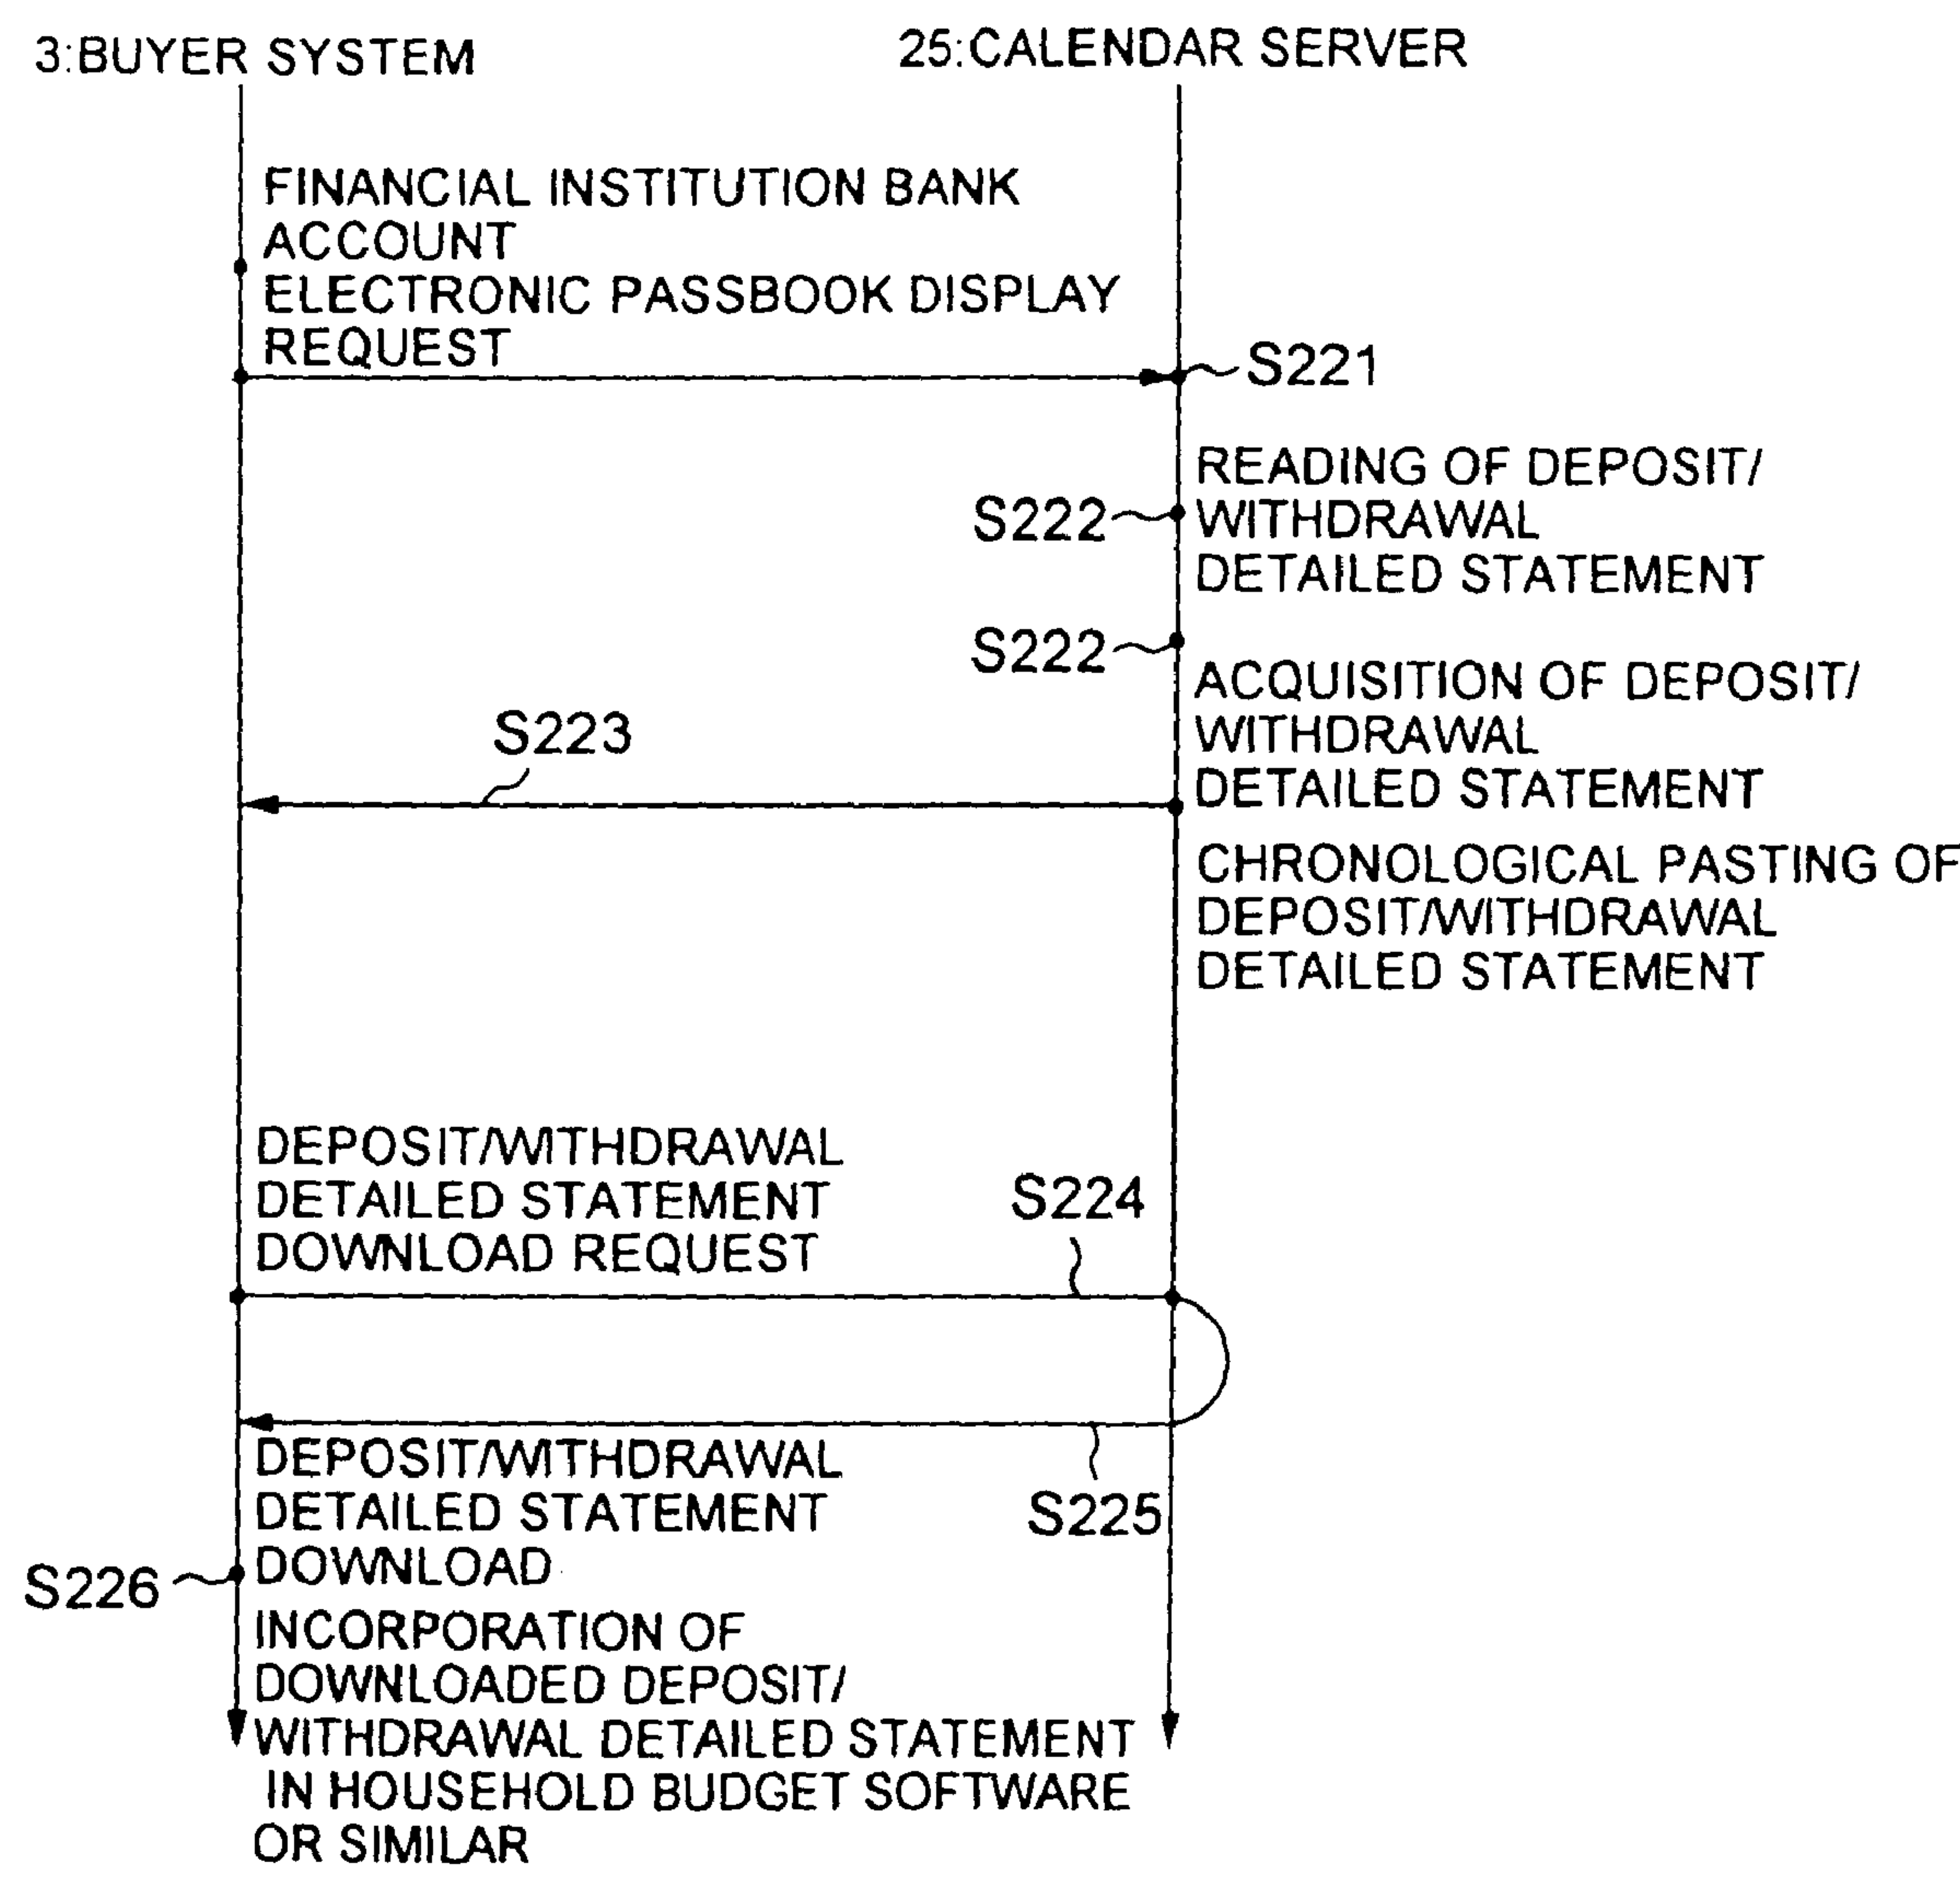 3:BUYER SYSTEM
25:CALENDAR SERVER
FINANCIAL INSTITUTION BANK
ACCOUNT
ELECTRONIC PASSBOOK DISPLAY
REQUEST
S221
READING OF DEPOSIT/
S222
WITHDRAWAL
DETAILED STATEMENT
S222
ACQUISITION OF DEPOSIT/
WITHDRAWAL
DETAILED STATEMENT
S223
CHRONOLOGICAL PASTING OF
DEPOSIT/WITHDRAWAL
DETAILED STATEMENT
DEPOSIT/WITHDRAWAL
DETAILED STATEMENT
DOWNLOAD REQUEST
S224
DEPOSIT/WITHDRAWAL
DETAILED STATEMENT
DOWNLOAD
S225
S226
INCORPORATION OF
DOWNLOADED DEPOSIT/
WITHDRAWAL DETAILED STATEMENT
IN HOUSEHOLD BUDGET SOFTWARE
OR SIMILAR